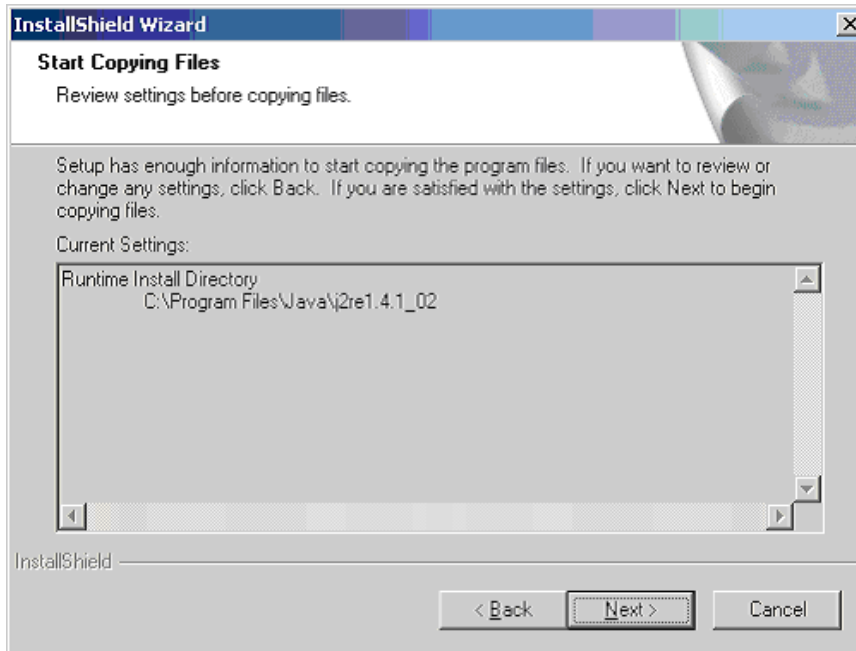 InstallShield Wizard
Start Copying Files
Review settings before copying files.
Setup has enough information to start copying the program files.  If you want to review or
change any settings, click Back.  If you are satisfied with the settings, click Next to begin
copying files.
Current Settings:
Runtime Install Directory
C:\Program Files\Java\j2re1.4.1_02
InstallShield
< Back
Next >
Cancel